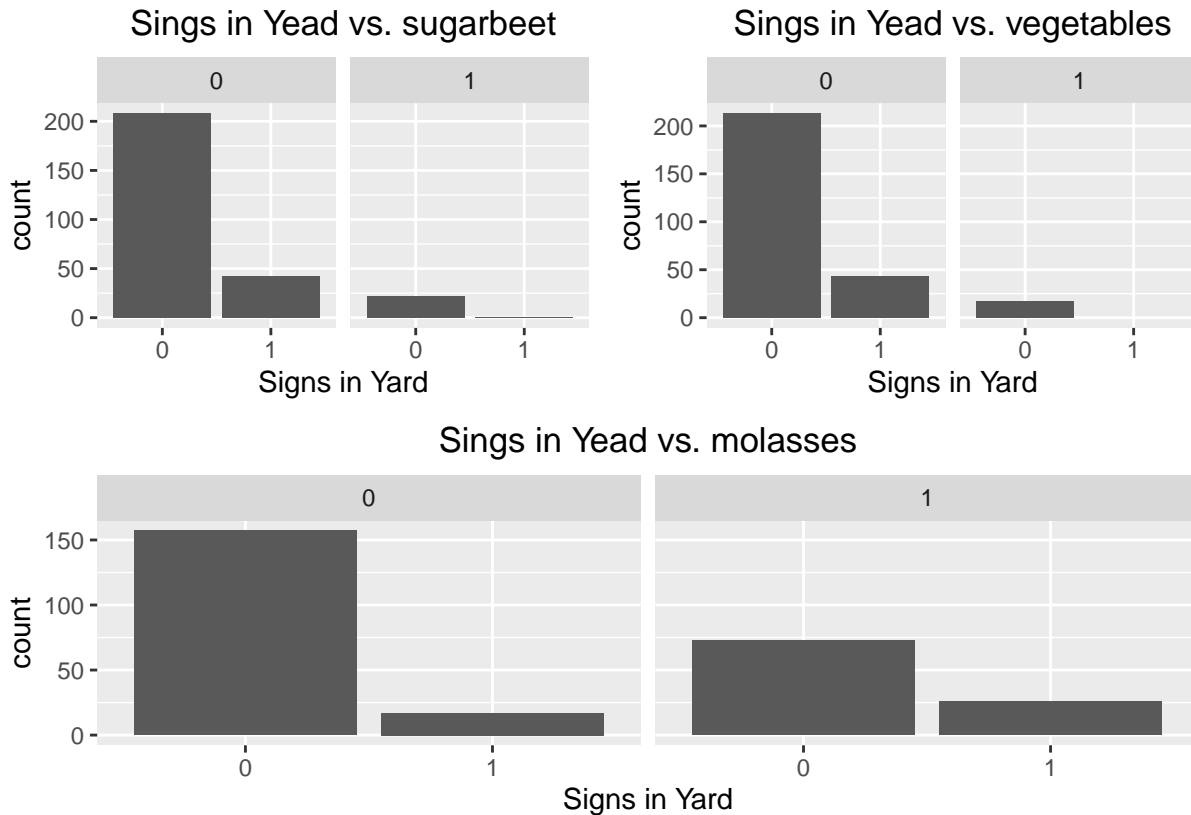 Sings in Yead vs. sugarbeet
0 1
200
150
100
50
0
count
0 1 0 1
Signs in Yard
Sings in Yead vs. vegetables
0 1
200
150
100
50
0
count
0 1 0 1
Signs in Yard
Sings in Yead vs. molasses
0 1
150
100
50
0
count
0 1 0 1
Signs in Yard